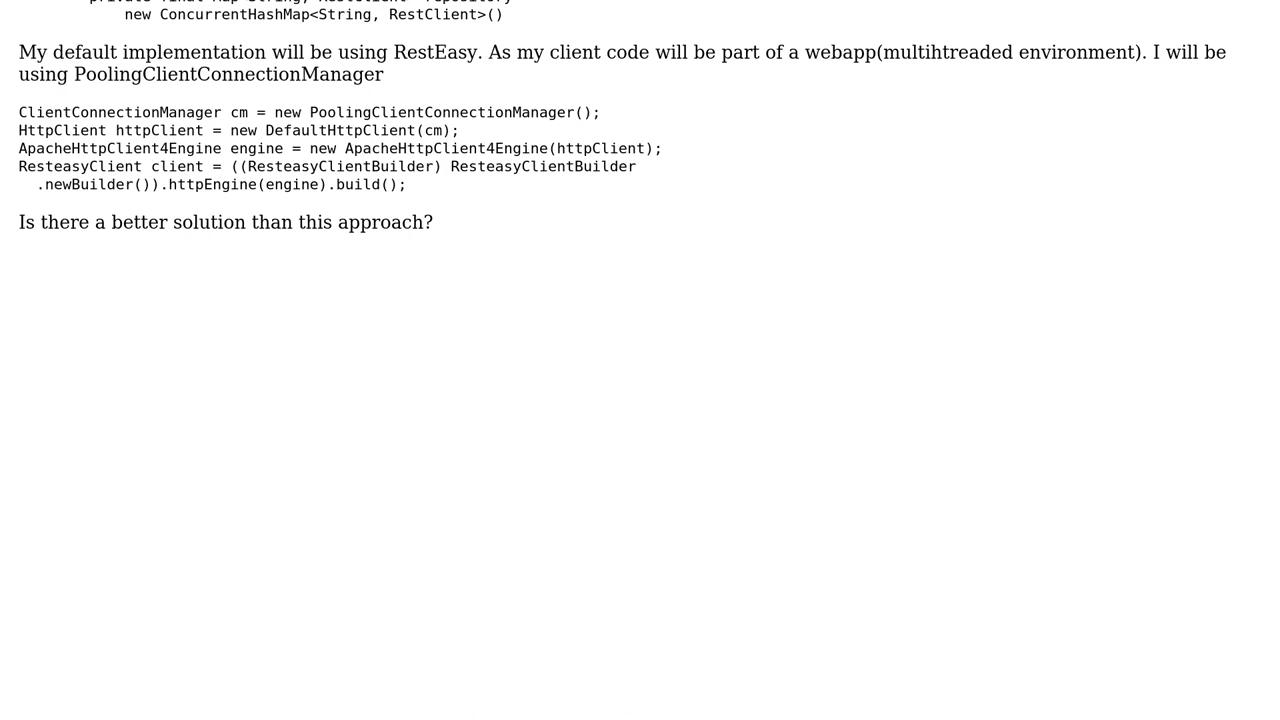 new ConcurrentHashMap<String, RestClient>()
My default implementation will be using RestEasy. As my client code will be part of a webapp(multihtreaded environment). I will be
using PoolingClientConnectionManager
ClientConnectionManager cm = new PoolingClientConnectionManager();
HttpClient httpClient = new DefaultHttpClient(cm);
ApacheHttpClient4Engine engine = new ApacheHttpClient4Engine(httpClient);
ResteasyClient client = ((ResteasyClientBuilder) ResteasyClientBuilder
.newBuilder()).httpEngine(engine).build();
Is there a better solution than this approach?